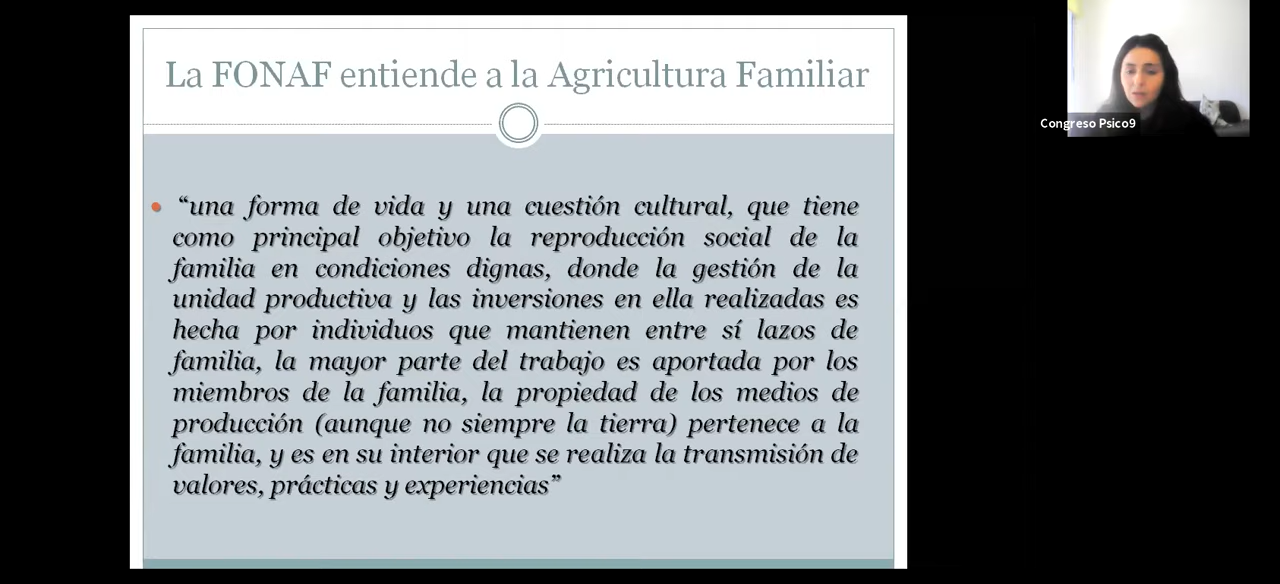 La FONAF entiende a la Agricultura Familiar
Congreso Psico9
• “una forma de vida y una cuestión cultural, que tiene
como principal objetivo la reproducción social de la
familia en condiciones dignas, donde la gestión de la
unidad productiva y las inversiones en ella realizadas es
hecha por individuos que mantienen entre sí lazos de
familia, la mayor parte del trabajo es aportada por los
miembros de la familia, la propiedad de los medios de
producción (aunque no siempre la tierra) pertenece a la
familia, y es en su interior que se realiza la transmisión de
valores, prácticas y experiencias”